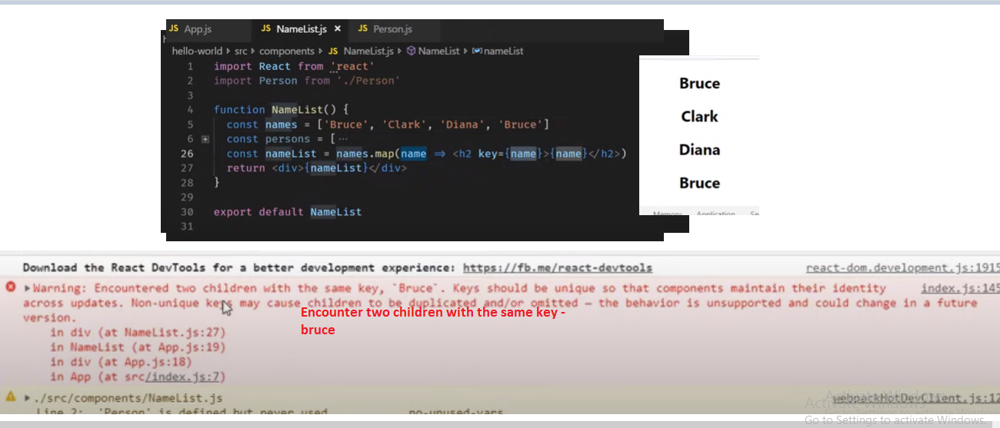 JS App.js JS NameList.js × JS Person.js
hello-world › src › components › JS NameList.js › NameList › nameList
1 import React from 'react'
2 import Person from './Person'
3
4 function NameList() {
5 const names = ['Bruce', 'Clark', 'Diana', 'Bruce']
6 const persons = [ ···
26 const nameList = names.map(name => <h2 key={name}>{name}</h2>)
27 return <div>{nameList}</div>
28 }
29
30 export default NameList
31
Bruce
Clark
Diana
Bruce
Memory Application Se
Download the React DevTools for a better development experience: https://fb.me/react-devtools react-dom.development.js:1915
Warning: Encountered two children with the same key, `Bruce`. Keys should be unique so that components maintain their identity index.js:145
across updates. Non-unique keys may cause children to be duplicated and/or omitted — the behavior is unsupported and could change in a future
version.
Encounter two children with the same key -
bruce
in div (at NameList.js:27)
in NameList (at App.js:19)
in div (at App.js:18)
in App (at src/index.js:7)
./src/components/NameList.js webpackHotDevClient.js:12
Line 2: 'Person' is defined but never used no-unused-vars
Activate Windows
Go to Settings to activate Windows.